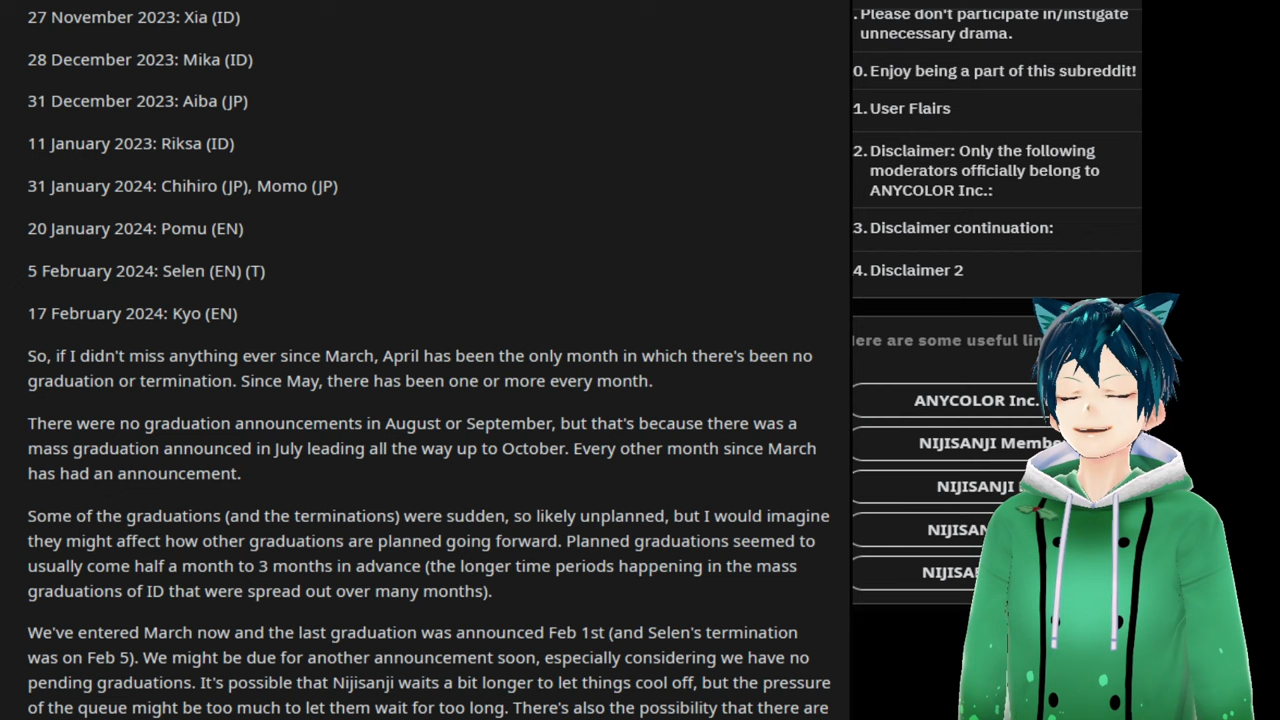 27 November 2023: Xia (ID)
28 December 2023: Mika (ID)
31 December 2023: Aiba (JP)
11 January 2023: Riksa (ID)
31 January 2024: Chihiro (JP), Momo (JP)
20 January 2024: Pomu (EN)
5 February 2024: Selen (EN) (T)
17 February 2024: Kyo (EN)
So, if I didn't miss anything ever since March, April has been the only month in which there's been no
graduation or termination. Since May, there has been one or more every month.
There were no graduation announcements in August or September, but that's because there was a
mass graduation announced in July leading all the way up to October. Every other month since March
has had an announcement.
Some of the graduations (and the terminations) were sudden, so likely unplanned, but I would imagine
they might affect how other graduations are planned going forward. Planned graduations seemed to
usually come half a month to 3 months in advance (the longer time periods happening in the mass
graduations of ID that were spread out over many months).
We've entered March now and the last graduation was announced Feb 1st (and Selen's termination
was on Feb 5). We might be due for another announcement soon, especially considering we have no
pending graduations. It's possible that Nijisanji waits a bit longer to let things cool off, but the pressure
of the queue might be too much to let them wait for too long. There's also the possibility that there are
. Please don't participate in/instigate
unnecessary drama.
0. Enjoy being a part of this subreddit!
1. User Flairs
2. Disclaimer: Only the following
moderators officially belong to
ANYCOLOR Inc.:
3. Disclaimer continuation:
4. Disclaimer 2
ere are some useful lin
ANYCOLOR Inc.
NIJISANJI Membe
NIJISANJI
NIJISAN
NIJISA